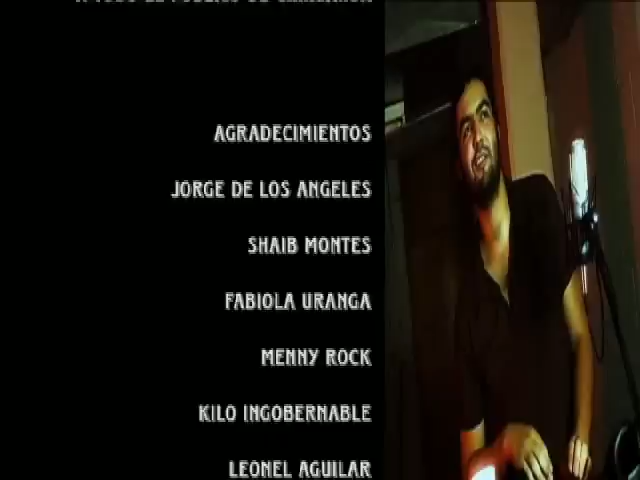 AGRADECIMIENTOS
JORGE DE LOS ANGELES
SHAIB MONTES
FABIOLA URANGA
MENNY ROCK
KILO INGOBERNABLE
LEONEL AGUILAR